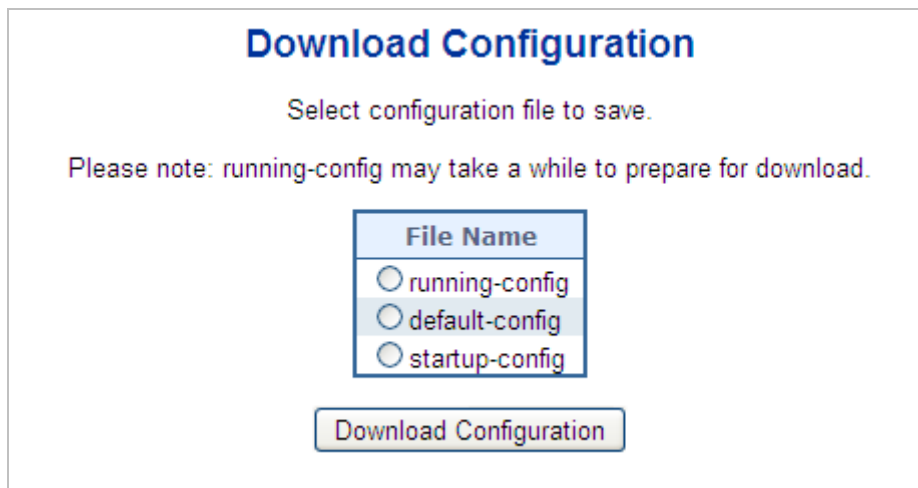 Download Configuration
Select configuration file to save.
Please note: running-config may take a while to prepare for download.
File Name
running-config
default-config
startup-config
Download Configuration